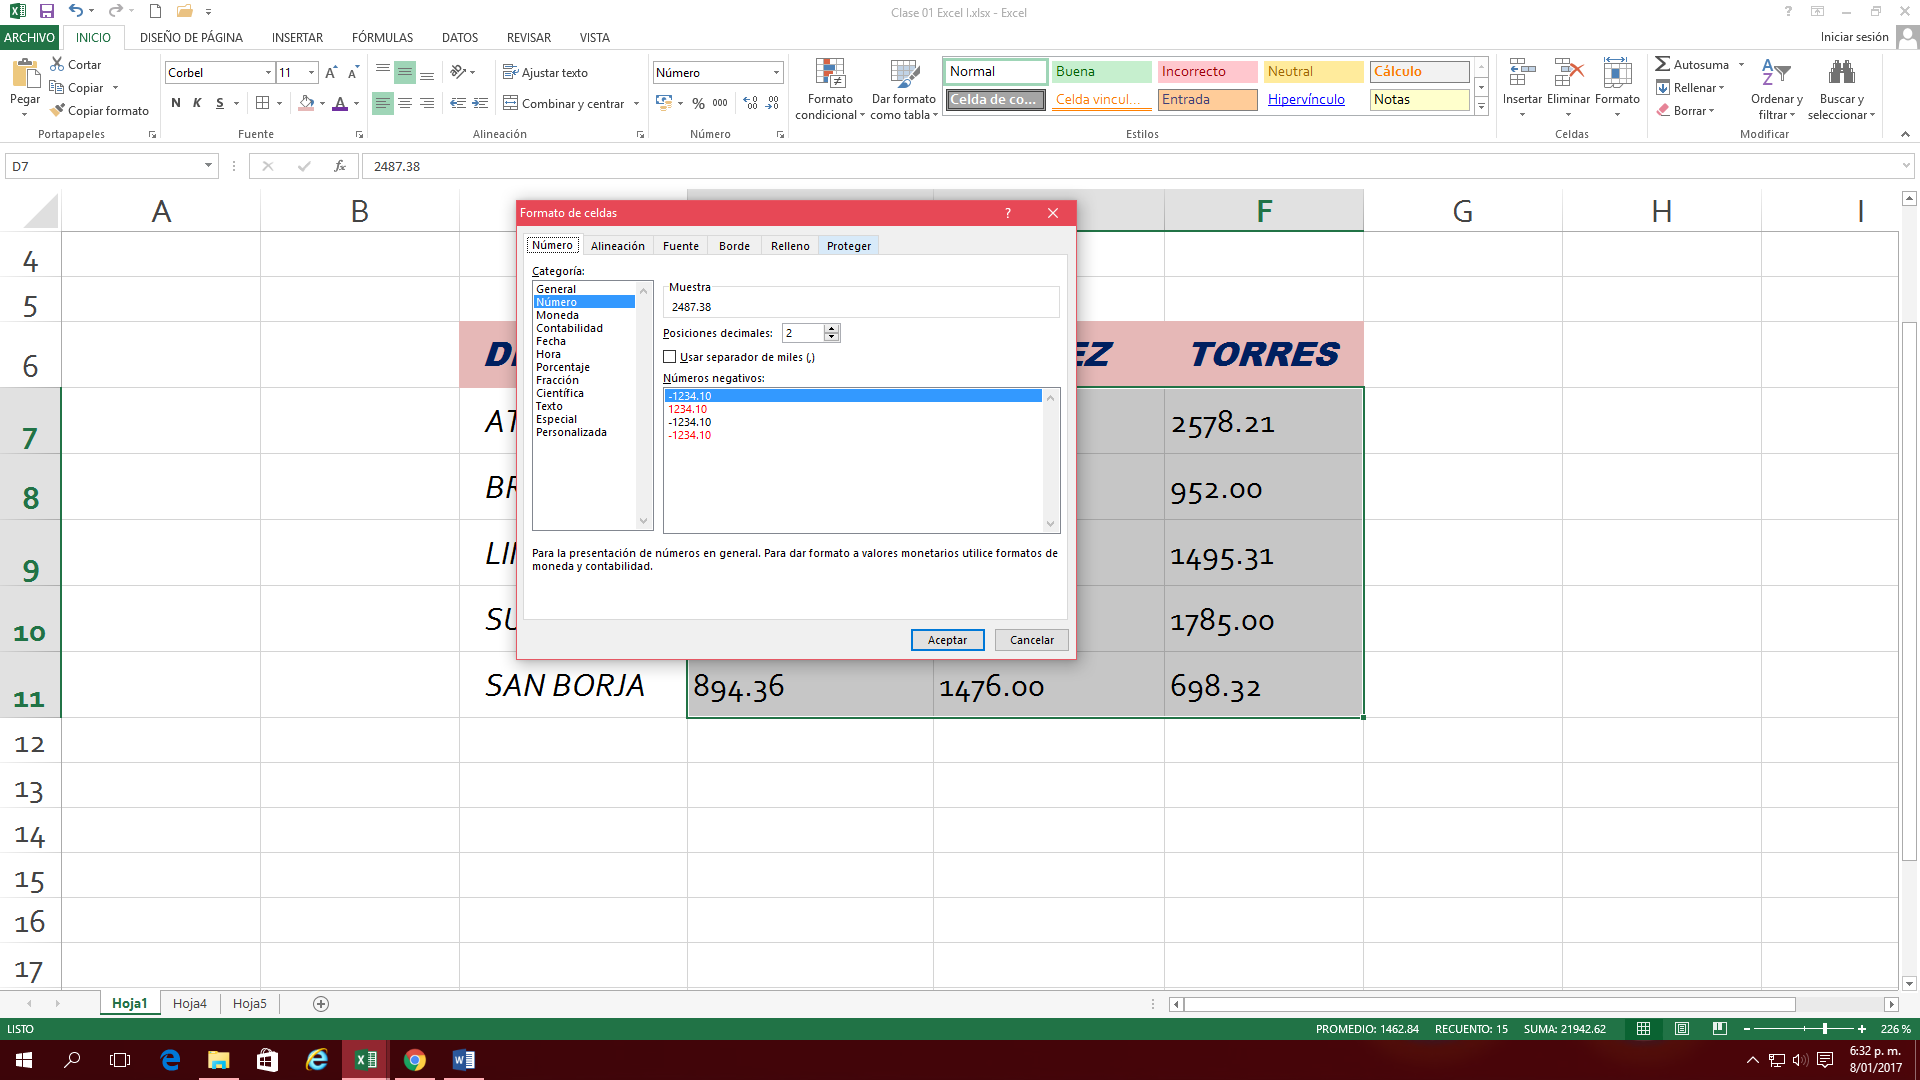 Clase 01 Excel I.xlsx - Excel
ARCHIVO INICIO DISEÑO DE PÁGINA INSERTAR FÓRMULAS DATOS REVISAR VISTA Iniciar sesión
Pegar Cortar Copiar Copiar formato Portapapeles
Corbel 11 N K S Fuente
Ajustar texto Combinar y centrar Alineación
Número % 000 Número
Formato condicional Dar formato como tabla
Normal Buena Incorrecto Neutral Cálculo
Celda de co... Celda vincul... Entrada Hipervínculo Notas
Estilos
Insertar Eliminar Formato Celdas
Autosuma Rellenar Borrar Ordenar y filtrar Buscar y seleccionar Modificar
D7 fx 2487.38
A B F G H I
4
5
6 TORRES
7 2578.21
8 952.00
9 1495.31
10 1785.00
11 SAN BORJA 894.36 1476.00 698.32
12
13
14
15
16
17
Formato de celdas ?
Número Alineación Fuente Borde Relleno Proteger
Categoría:
General
Número
Moneda
Contabilidad
Fecha
Hora
Porcentaje
Fracción
Científica
Texto
Especial
Personalizada
Muestra
2487.38
Posiciones decimales: 2
Usar separador de miles (,)
Números negativos:
-1234.10
1234.10
-1234.10
-1234.10
Para la presentación de números en general. Para dar formato a valores monetarios utilice formatos de
moneda y contabilidad.
Aceptar Cancelar
Hoja1 Hoja4 Hoja5
LISTO PROMEDIO: 1462.84 RECUENTO: 15 SUMA: 21942.62 226 %
6:32 p. m.
8/01/2017